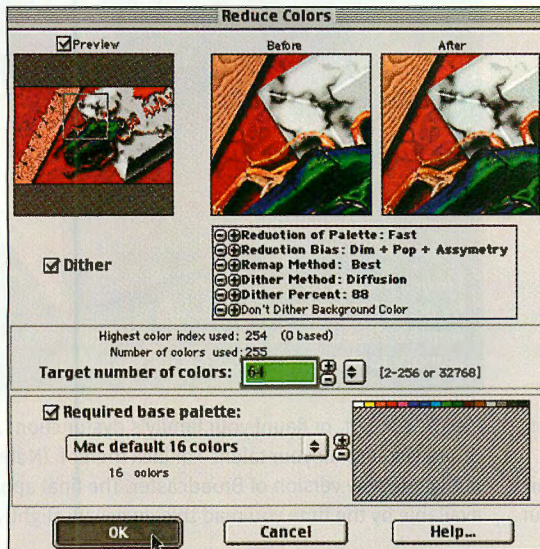 Reduce Colors
Preview
Before
After
Dither
Reduction of Palette: Fast
Reduction Bias: Dim + Pop + Assymetry
Remap Method: Best
Dither Method: Diffusion
Dither Percent: 88
Don't Dither Background Color
Highest color index used: 254 (0 based)
Number of colors used: 255
Target number of colors: 64 [2-256 or 32768]
Required base palette:
Mac default 16 colors
16 colors
OK
Cancel
Help...